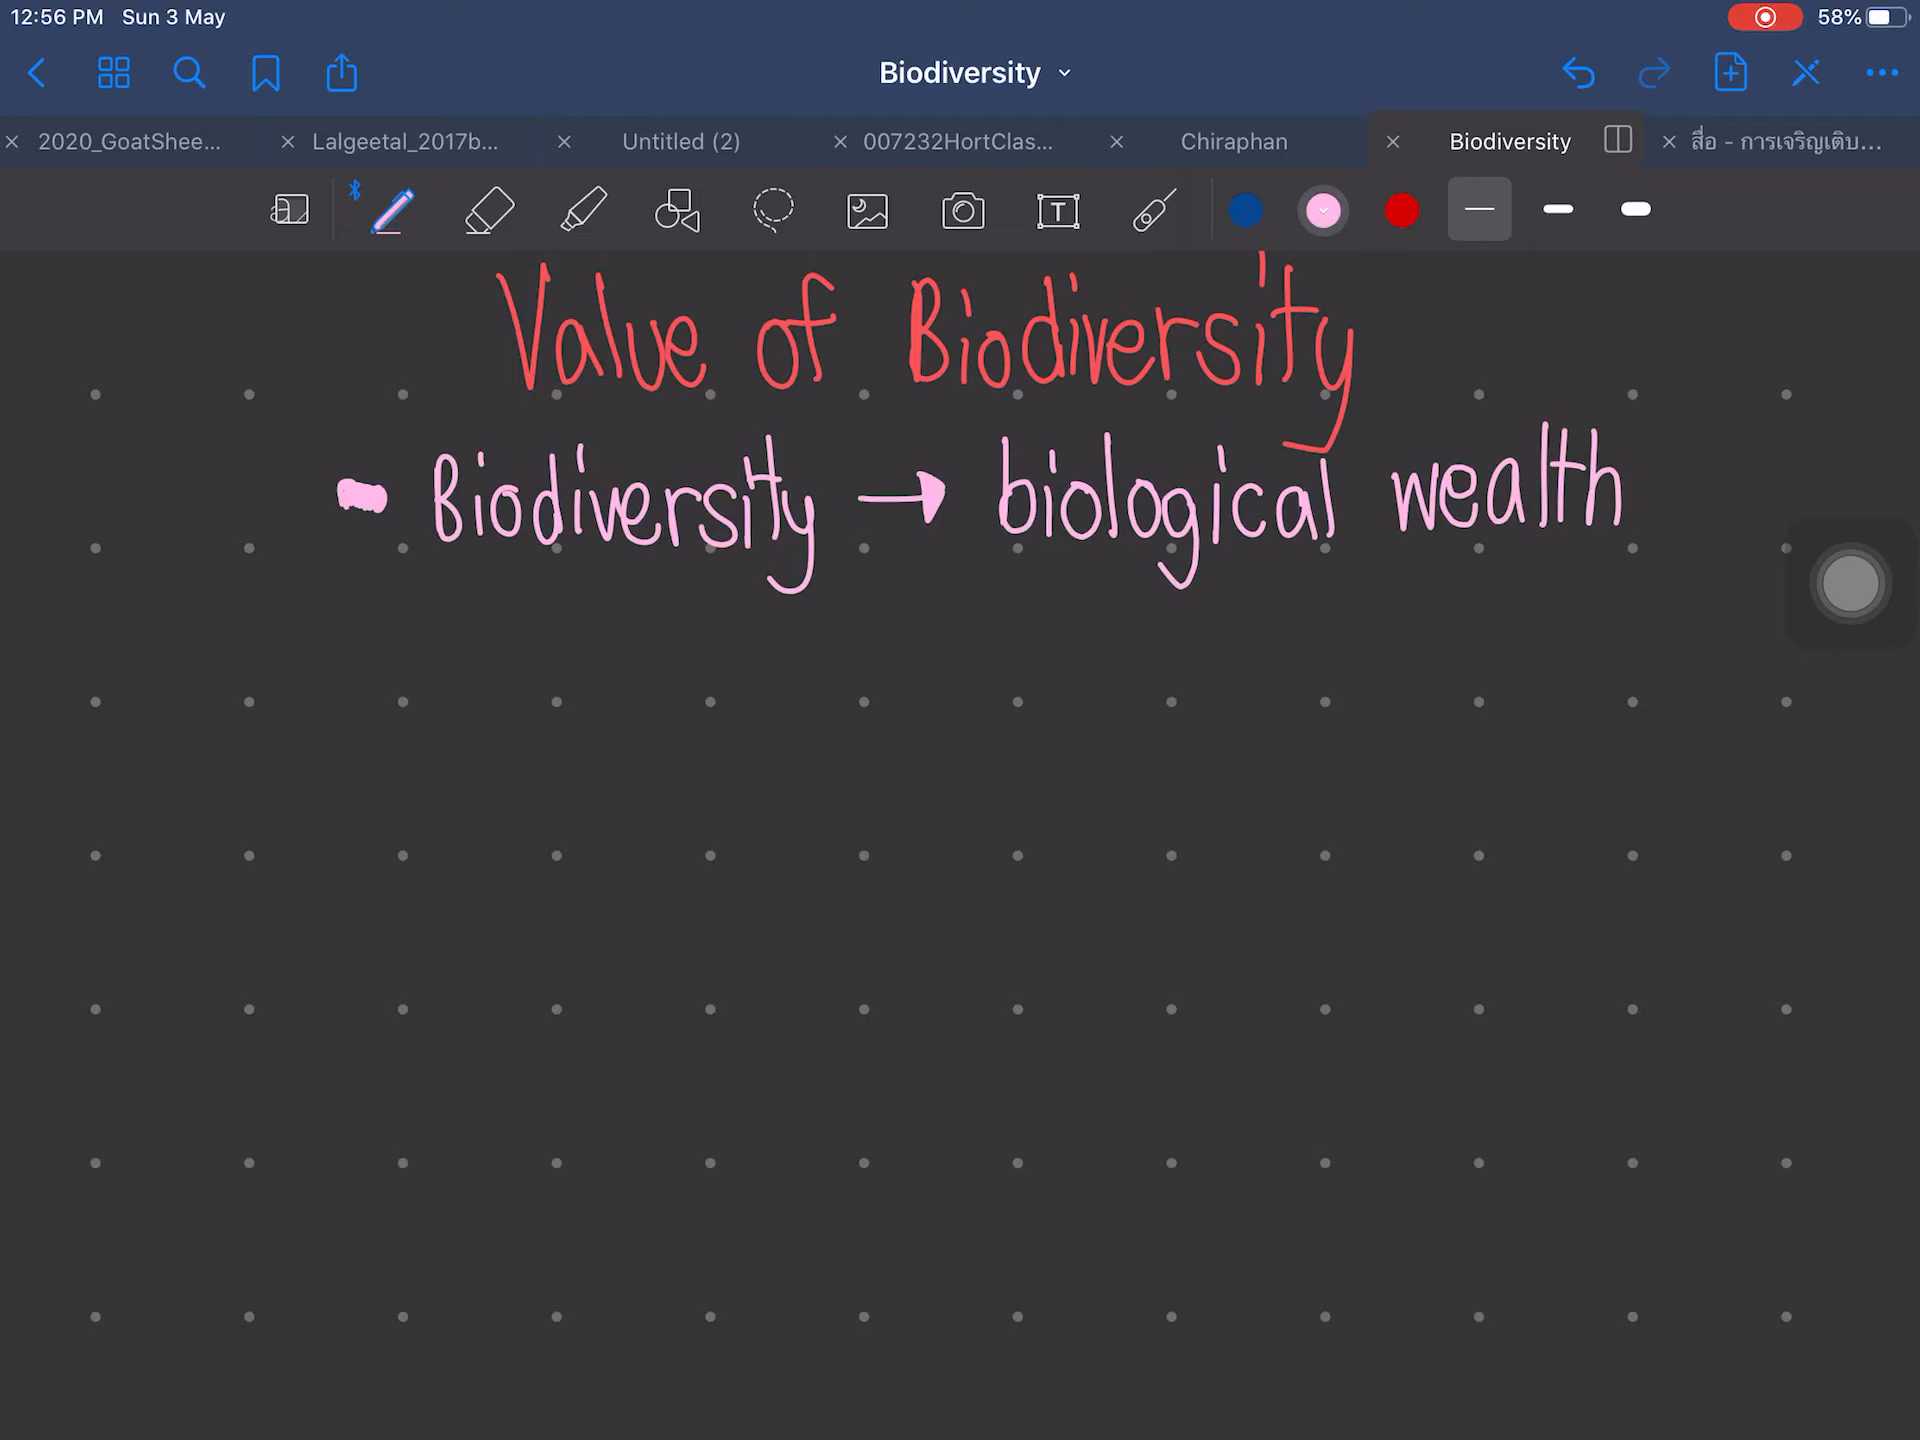 12:56 PM Sun 3 May 58%
Biodiversity
2020_GoatShee... Lalgeetal_2017b... Untitled (2) 007232HortClas... Chiraphan Biodiversity สื่อ - การเจริญเติบ...
Value of Biodiversity
- Biodiversity → biological wealth